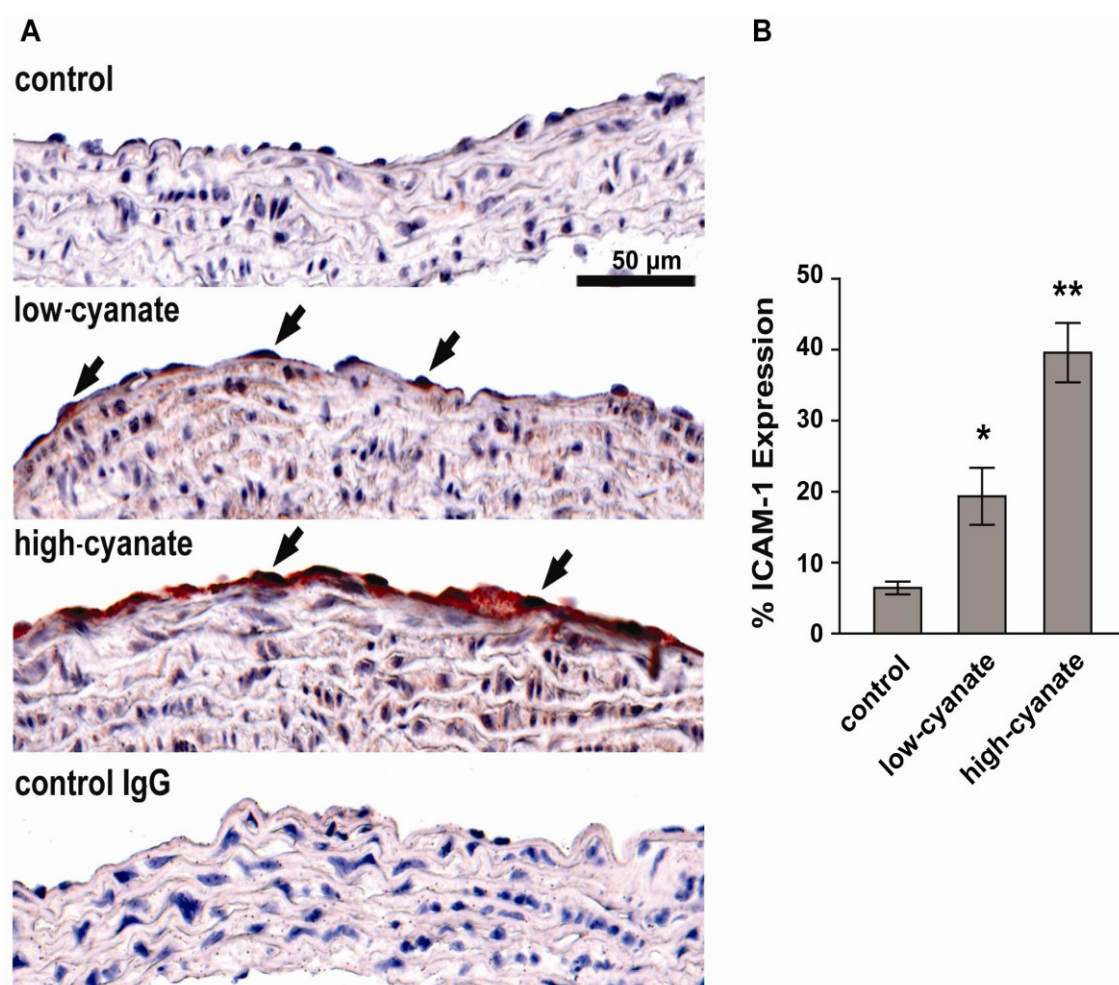 A
control
50 µm
low-cyanate
high-cyanate
control IgG
B
% ICAM-1 Expression
50
40
30
20
10
0
*
**
control
low-cyanate
high-cyanate